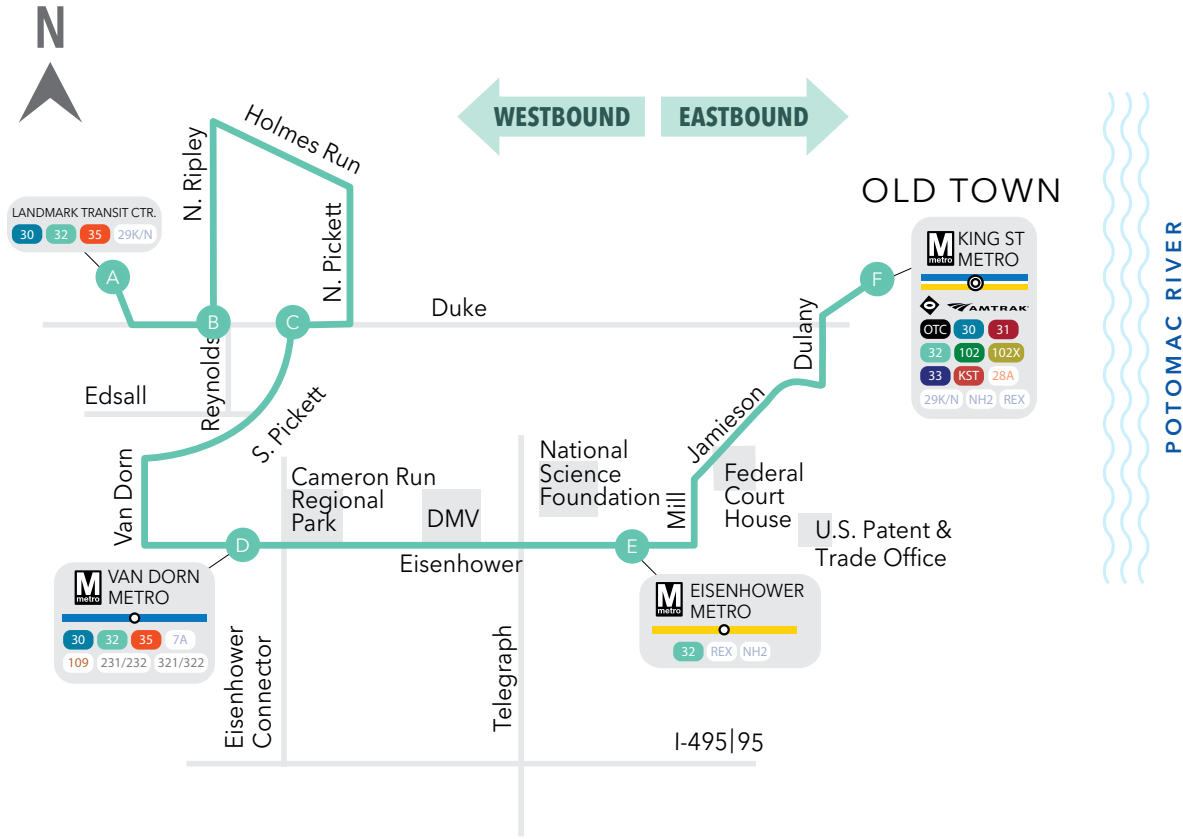 N
WESTBOUND
EASTBOUND
Holmes Run
N. Ripley
N. Pickett
LANDMARK TRANSIT CTR.
30 32 35 29K/N
A
B
C
Duke
Reynolds
Edsall
S. Pickett
Van Dorn
OLD TOWN
M
metro
KING ST
METRO
AMTRAK
OTC 30 31
32 102 102X
33 KST 28A
29K/N NH2 REX
F
Dulany
Jamieson
Mill
POTOMAC RIVER
Cameron Run
Regional
Park
DMV
National
Science
Foundation
Federal
Court
House
U.S. Patent &
Trade Office
D
E
Eisenhower
M
metro
VAN DORN
METRO
30 32 35 7A
109 231/232 321/322
M
metro
EISENHOWER
METRO
32 REX NH2
Eisenhower
Connector
Telegraph
I-495|95